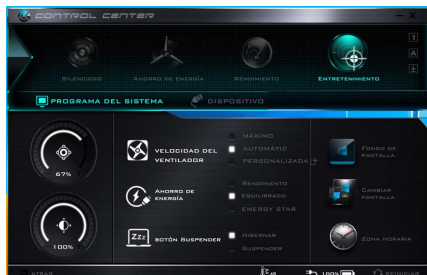 CONTROL CENTER
SILENCIOSO
AHORRO DE ENERGÍA
RENDIMIENTO
ENTRETENIMIENTO
1
A
PROGRAMA DEL SISTEMA
DISPOSITIVO
67%
VELOCIDAD DEL VENTILADOR
MÁXIMO
AUTOMÁTIC
PERSONALIZADA
FONDO DE PANTALLA
100%
AHORRO DE ENERGÍA
RENDIMIENTO
EQUILIBRADO
ENERGY STAR
CAMBIAR PANTALLA
Zzz
BOTÓN SUSPENDER
HIBERNAR
SUSPENDER
ZONA HORARIA
ATRÁS
100%
REINICIAR